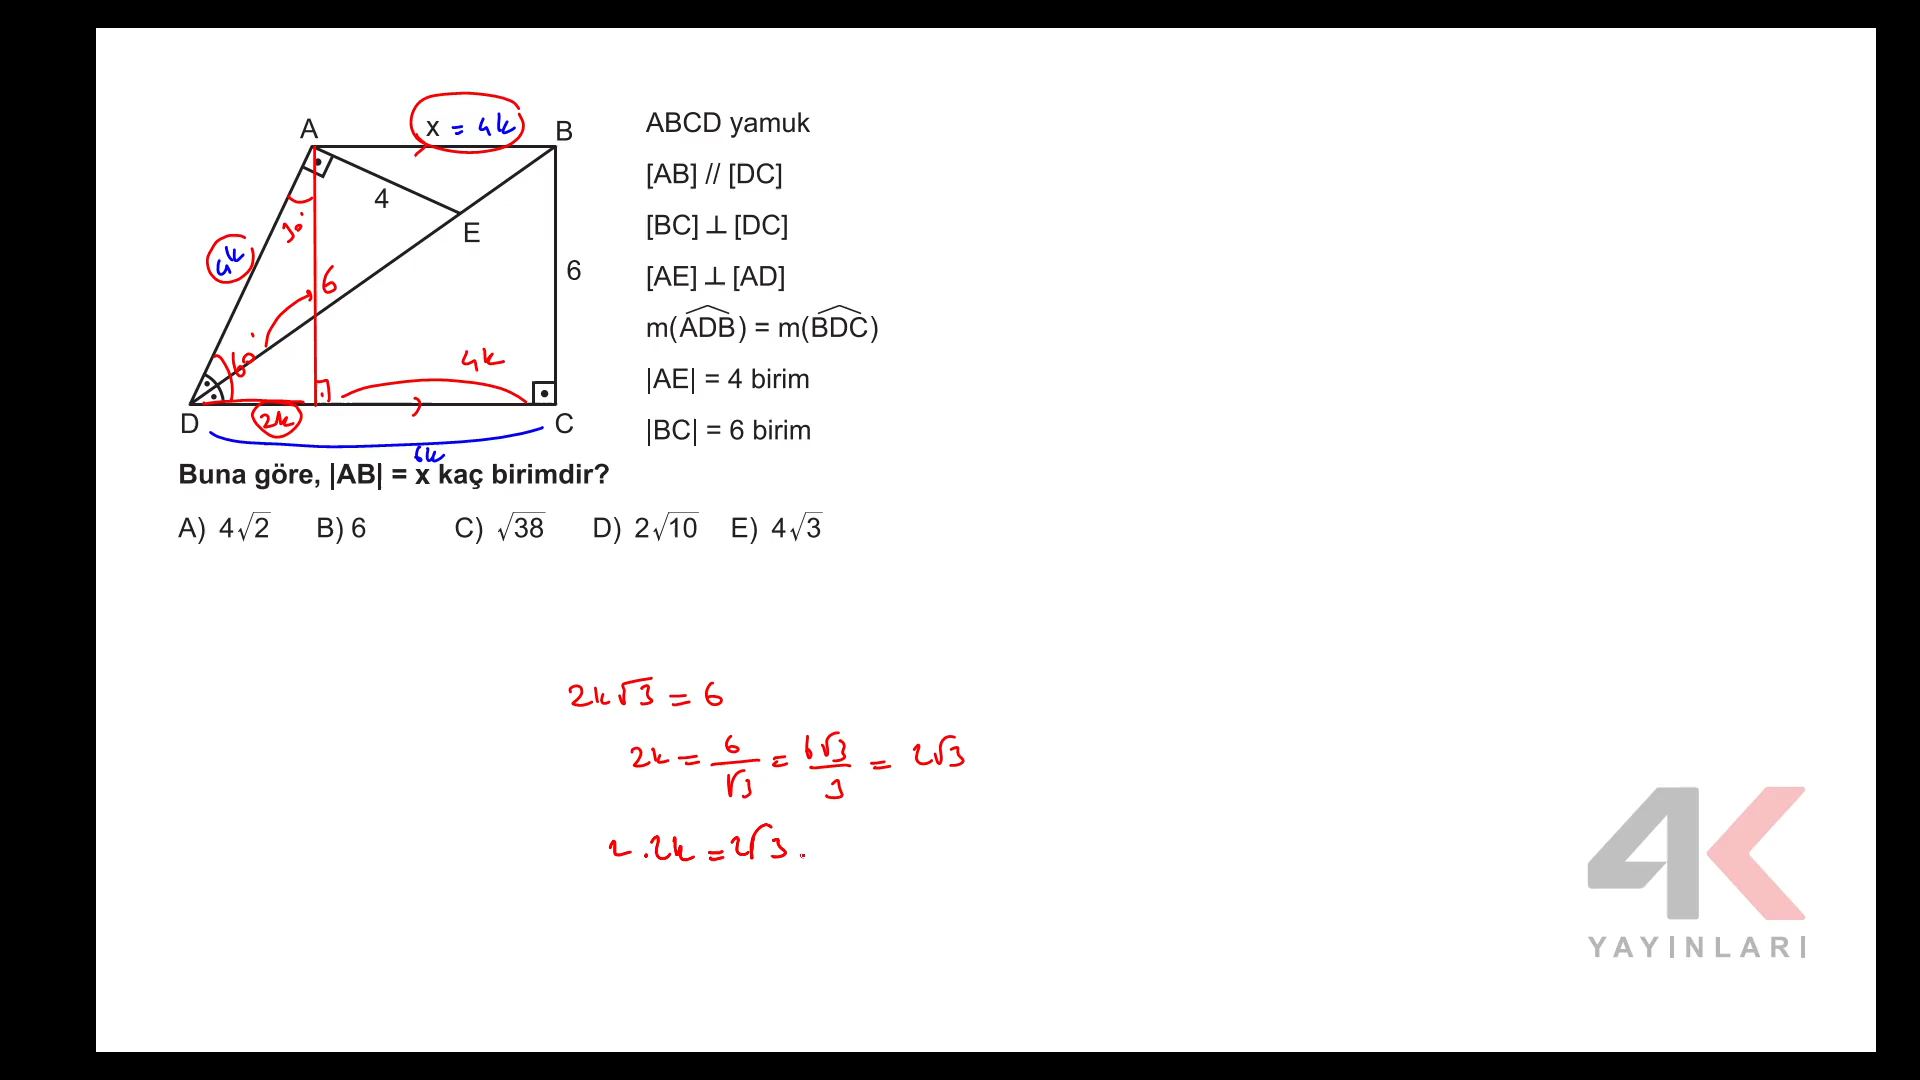 A
x = 4k
B
4
E
30°
4k
6
6
60°
4k
2k
D
C
6k
ABCD yamuk
[AB] // [DC]
[BC] ⊥ [DC]
[AE] ⊥ [AD]
m(ADB) = m(BDC)
|AE| = 4 birim
|BC| = 6 birim
Buna göre, |AB| = x kaç birimdir?
A) 4√2 B) 6 C) √38 D) 2√10 E) 4√3
2k√3 = 6
2k = 6/√3 = 6√3/3 = 2√3
2.2k = 2√3.
4K
YAYINLARI